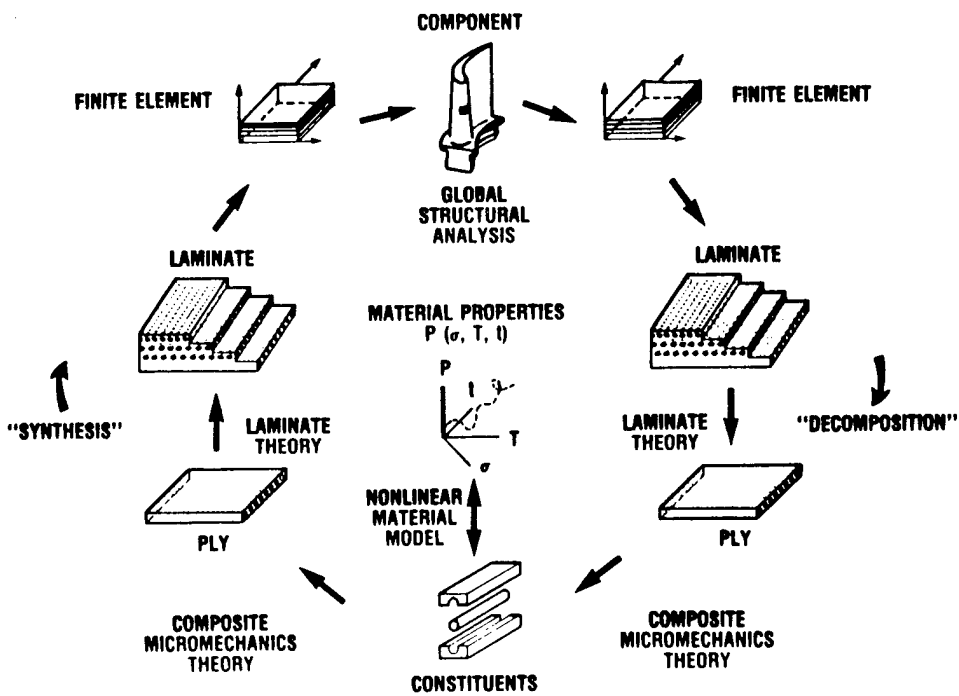 COMPONENT
FINITE ELEMENT
FINITE ELEMENT
GLOBAL
STRUCTURAL
ANALYSIS
LAMINATE
LAMINATE
MATERIAL PROPERTIES
P (σ, T, t)
P
t
T
σ
"SYNTHESIS"
LAMINATE
THEORY
LAMINATE
THEORY
"DECOMPOSITION"
NONLINEAR
MATERIAL
MODEL
PLY
PLY
COMPOSITE
MICROMECHANICS
THEORY
COMPOSITE
MICROMECHANICS
THEORY
CONSTITUENTS